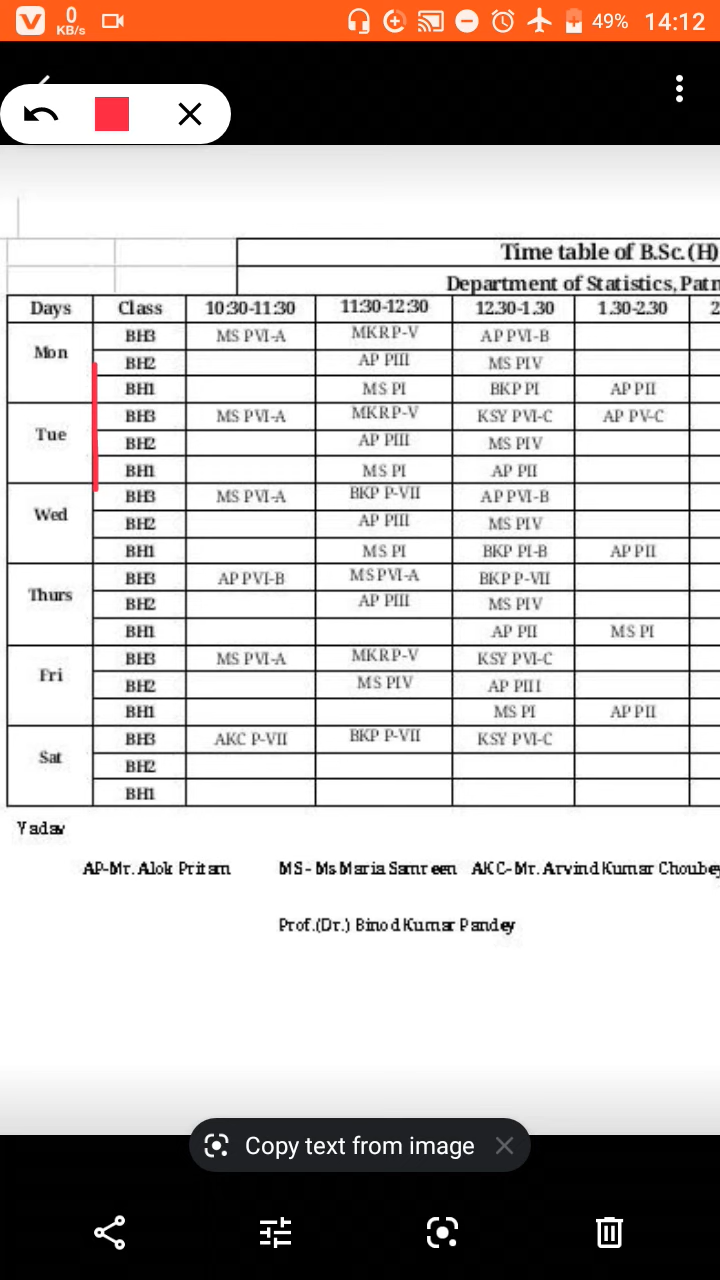 0 KB/s 49% 14:12
Time table of B.Sc.(H)
Department of Statistics, Patn
Days Class 10:30-11:30 11:30-12:30 12.30-1.30 1.30-2.30 2
Mon BH3 MS PVI-A MKR P-V AP PVI-B
BH2 AP PIII MS PIV
BH1 MS PI BKP PI AP PII
Tue BH3 MS PVI-A MKR P-V KSY PVI-C AP PV-C
BH2 AP PIII MS PIV
BH1 MS PI AP PII
Wed BH3 MS PVI-A BKP P-VII AP PVI-B
BH2 AP PIII MS PIV
BH1 MS PI BKP PI-B AP PII
Thurs BH3 AP PVI-B MS PVI-A BKP P-VII
BH2 AP PIII MS PIV
BH1 AP PII MS PI
Fri BH3 MS PVI-A MKR P-V KSY PVI-C
BH2 MS PIV AP PIII
BH1 MS PI AP PII
Sat BH3 AKC P-VII BKP P-VII KSY PVI-C
BH2
BH1
Yadav
AP-Mr. Alok Pritam MS- Ms Maria Samreen AKC-Mr. Arvind Kumar Choubey
Prof.(Dr.) Binod Kumar Pandey
Copy text from image